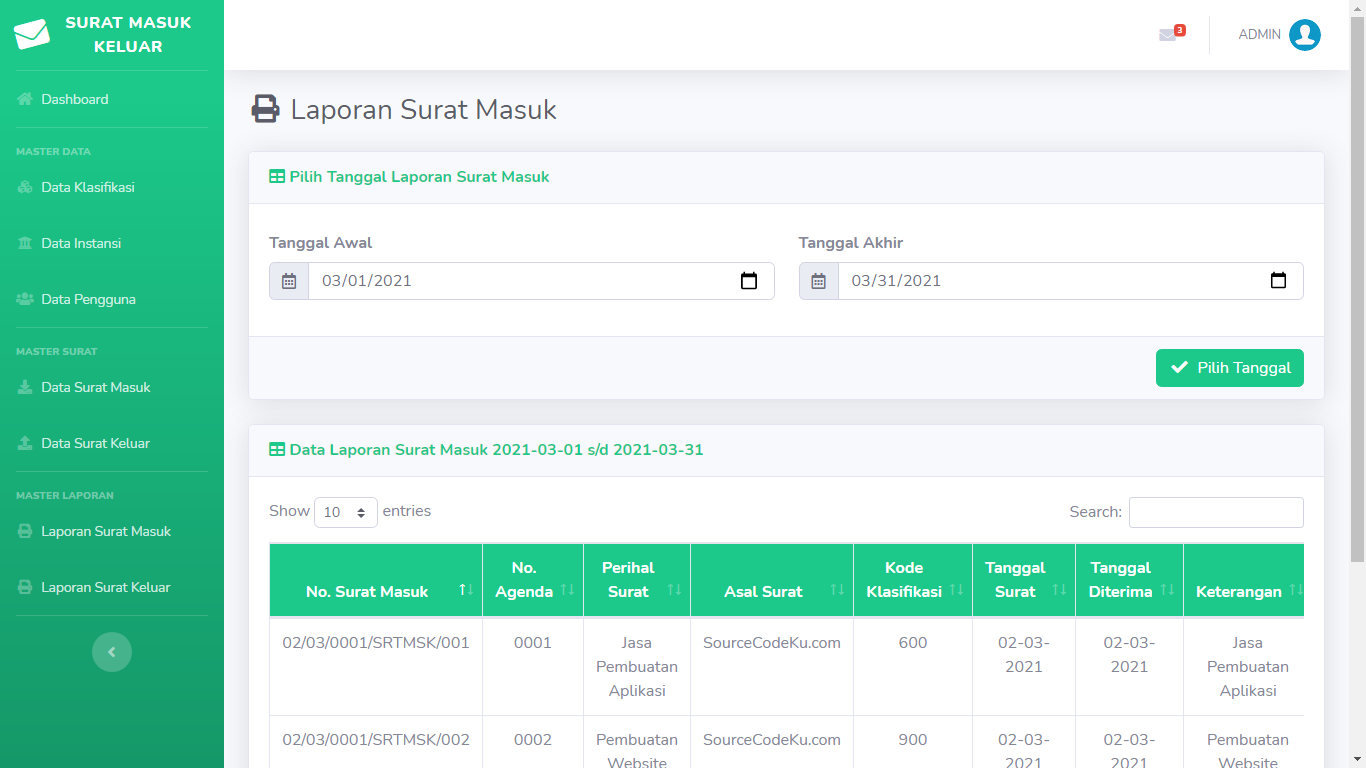 SURAT MASUK
KELUAR
3
ADMIN
Dashboard
MASTER DATA
Data Klasifikasi
Data Instansi
Data Pengguna
MASTER SURAT
Data Surat Masuk
Data Surat Keluar
MASTER LAPORAN
Laporan Surat Masuk
Laporan Surat Keluar
Laporan Surat Masuk
Pilih Tanggal Laporan Surat Masuk
Tanggal Awal Tanggal Akhir
03/01/2021 03/31/2021
Pilih Tanggal
Data Laporan Surat Masuk 2021-03-01 s/d 2021-03-31
Show 10 entries Search:
No. Perihal Kode Tanggal Tanggal
No. Surat Masuk Agenda Surat Asal Surat Klasifikasi Surat Diterima Keterangan
02/03/0001/SRTMSK/001 0001 Jasa SourceCodeKu.com 600 02-03- 02-03- Jasa
Pembuatan 2021 2021 Pembuatan
Aplikasi Aplikasi
02/03/0001/SRTMSK/002 0002 Pembuatan SourceCodeKu.com 900 02-03- 02-03- Pembuatan
Website 2021 2021 Website